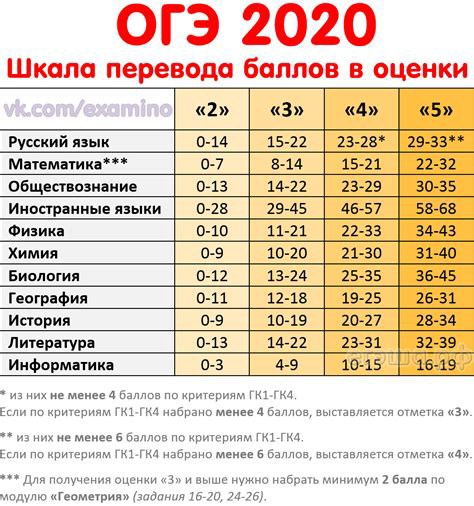 ОГЭ 2020
Шкала перевода баллов в оценки
vk.com/examino «2» «3» «4» «5»
Русский язык 0-14 15-22 23-28* 29-33**
Математика*** 0-7 8-14 15-21 22-32
Обществознание 0-13 14-22 23-29 30-35
Иностранные языки 0-28 29-45 46-57 58-68
Физика 0-10 11-21 22-33 34-43
Химия 0-9 10-20 21-30 31-40
Биология 0-12 13-24 25-35 36-45
География 0-11 12-18 19-25 26-31
История 0-9 10-19 20-27 28-34
Литература 0-13 14-22 23-31 32-39
Информатика 0-3 4-9 10-15 16-19
* из них не менее 4 баллов по критериям ГК1-ГК4.
Если по критериям ГК1-ГК4 набрано менее 4 баллов, выставляется отметка «3».
** из них не менее 6 баллов по критериям ГК1-ГК4.
Если по критериям ГК1-ГК4 набрано менее 6 баллов, выставляется отметка «4».
*** Для получения оценки «3» и выше нужно набрать минимум 2 балла по
модулю «Геометрия» (задания 16-20, 24-26).